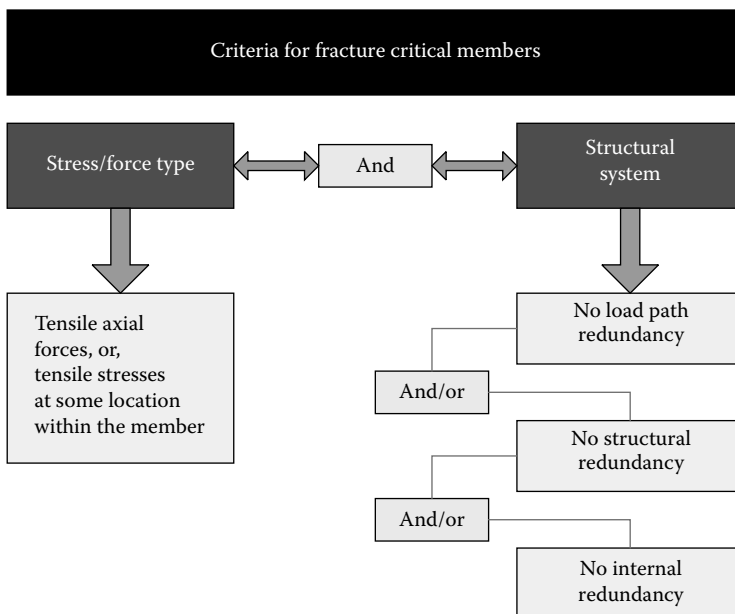 Criteria for fracture critical members
Stress/force type
And
Structural
system
Tensile axial
forces, or,
tensile stresses
at some location
within the member
No load path
redundancy
And/or
No structural
redundancy
And/or
No internal
redundancy